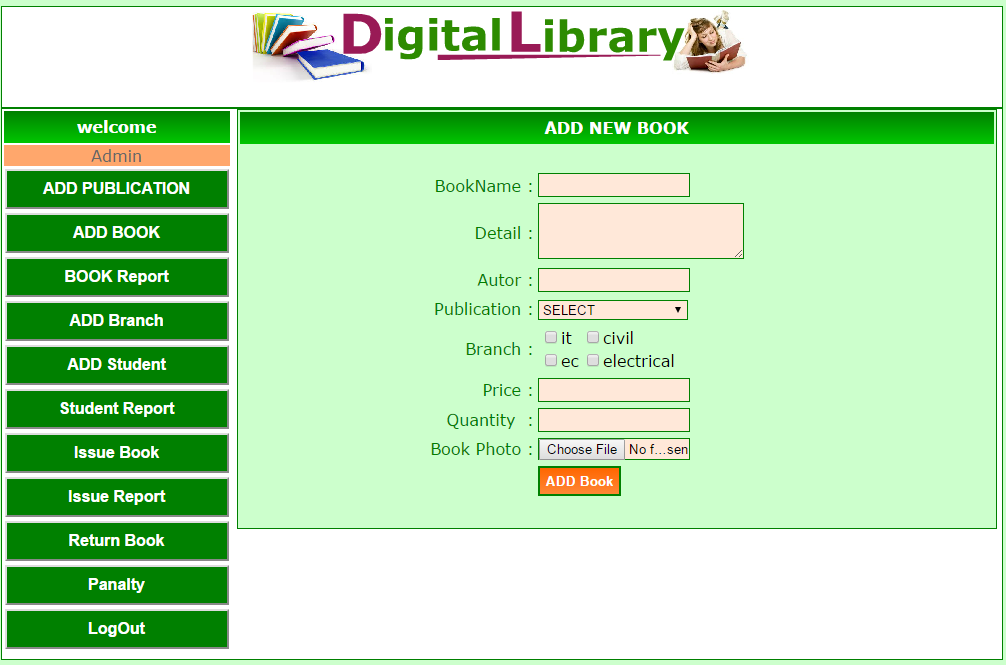 Digital Library
welcome
Admin
ADD PUBLICATION
ADD BOOK
BOOK Report
ADD Branch
ADD Student
Student Report
Issue Book
Issue Report
Return Book
Panalty
LogOut
ADD NEW BOOK
BookName :
Detail :
Autor :
Publication : SELECT
Branch :
it civil
ec electrical
Price :
Quantity :
Book Photo : Choose File No f...sen
ADD Book